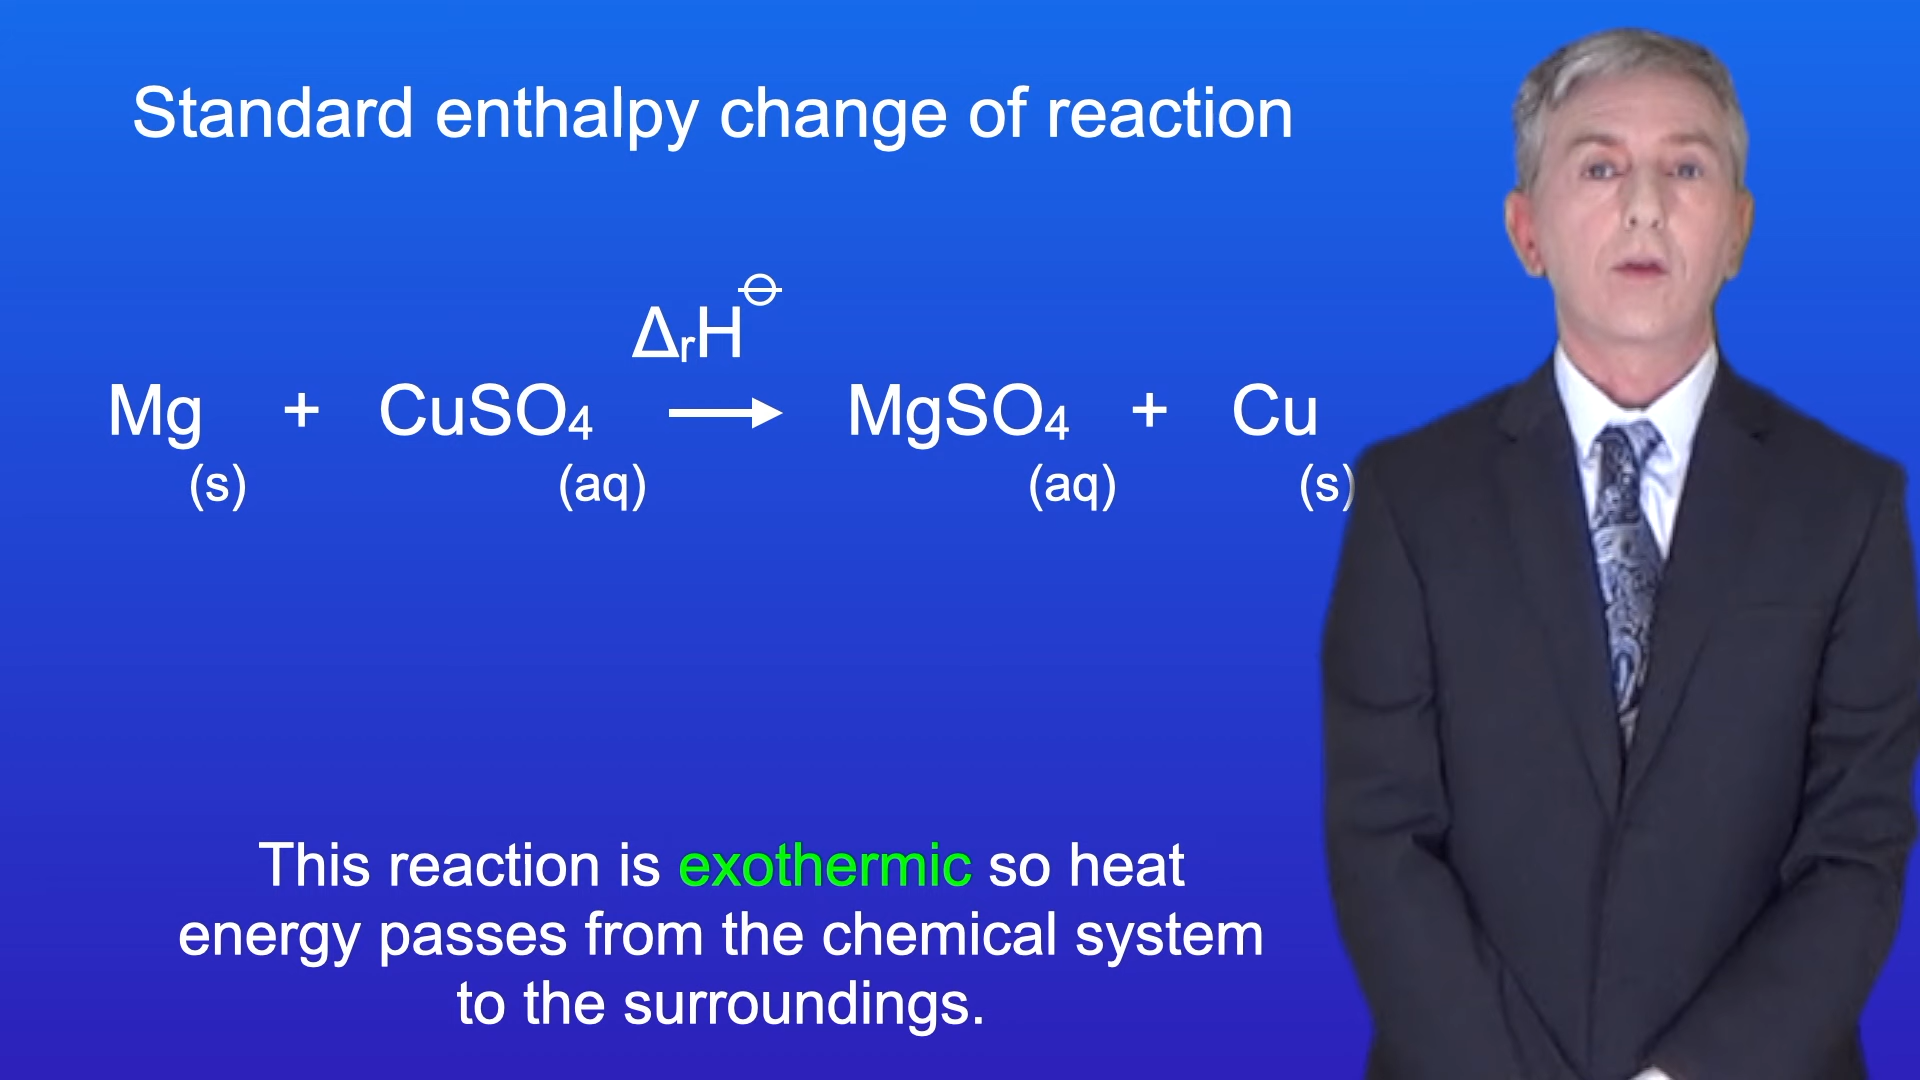 Standard enthalpy change of reaction
ΔrH⦵
Mg + CuSO₄ → MgSO₄ + Cu
(s) (aq) (aq) (s)
This reaction is exothermic so heat
energy passes from the chemical system
to the surroundings.